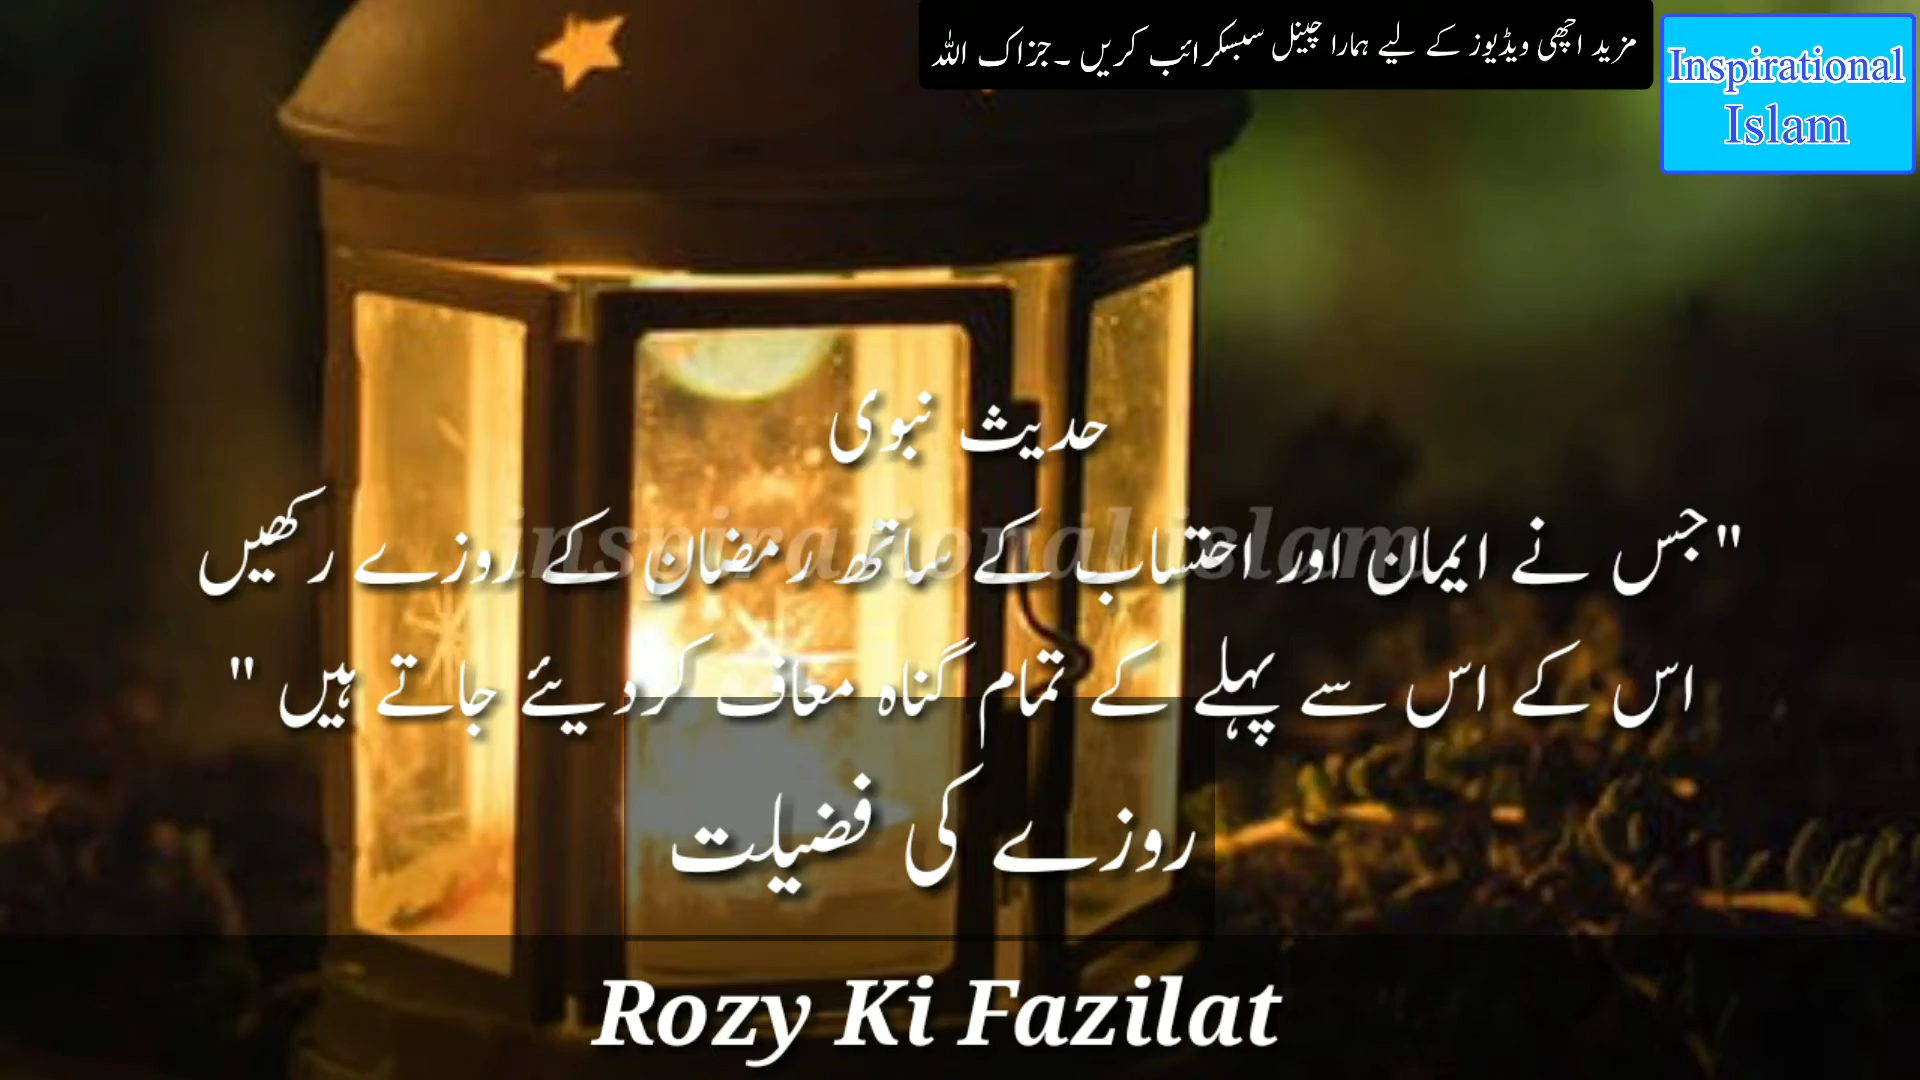 مزید اچھی ویڈیوز کے لیے ہمارا چینل سبسکرائب کریں ۔جزاک اللہ
Inspirational
Islam
حدیث نبوی
"جس نے ایمان اور احتساب کے ساتھ رمضان کے روزے رکھیں
inspirational islam
اس کے اس سے پہلے کے تمام گناہ معاف کردیئے جاتے ہیں "
روزے کی فضیلت
Rozy Ki Fazilat